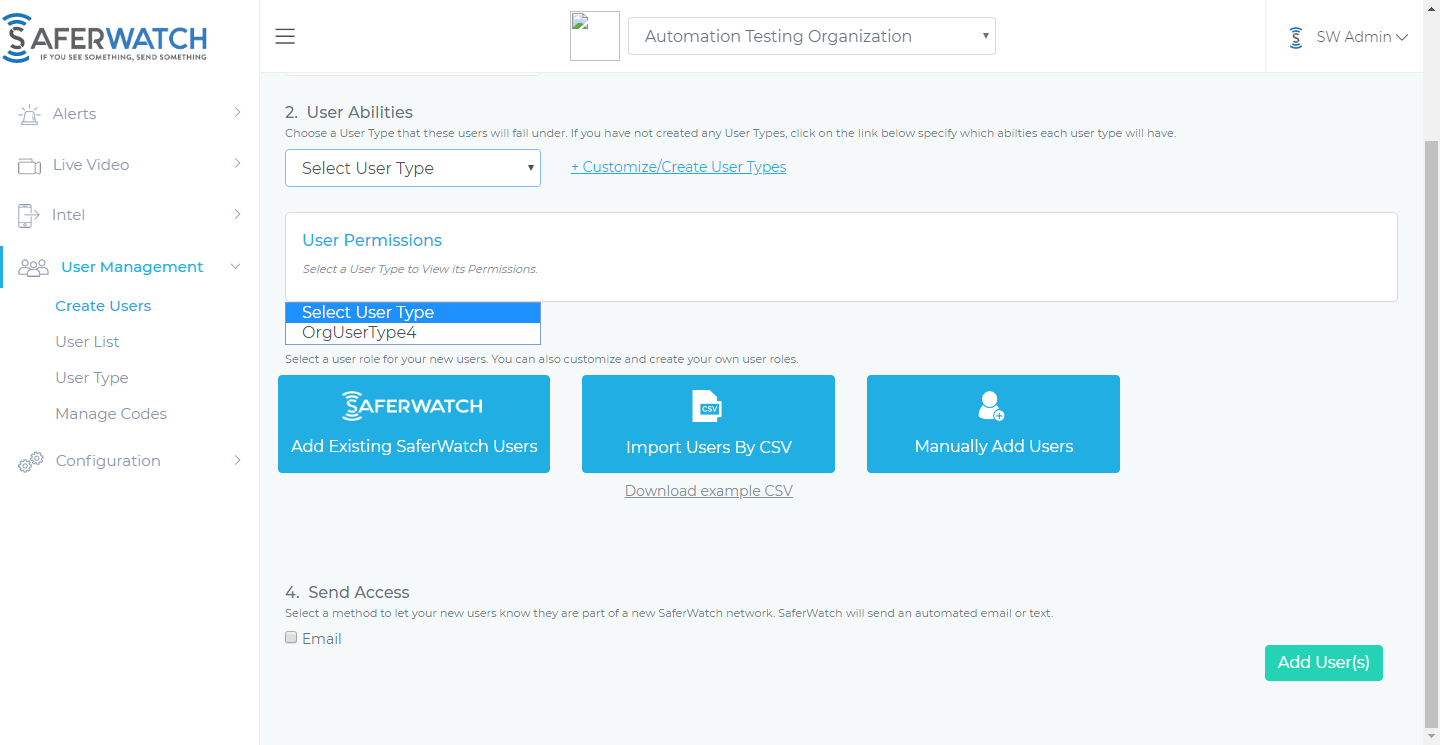 SAFERWATCH
IF YOU SEE SOMETHING, SEND SOMETHING
Automation Testing Organization
SW Admin
Alerts
Live Video
Intel
User Management
Create Users
User List
User Type
Manage Codes
Configuration
2. User Abilities
Choose a User Type that these users will fall under. If you have not created any User Types, click on the link below specify which abilties each user type will have.
Select User Type
+ Customize/Create User Types
User Permissions
Select a User Type to View its Permissions.
Select User Type
OrgUserType4
Select a user role for your new users. You can also customize and create your own user roles.
SAFERWATCH
Add Existing SaferWatch Users
CSV
Import Users By CSV
Manually Add Users
Download example CSV
4. Send Access
Select a method to let your new users know they are part of a new SaferWatch network. SaferWatch will send an automated email or text.
Email
Add User(s)